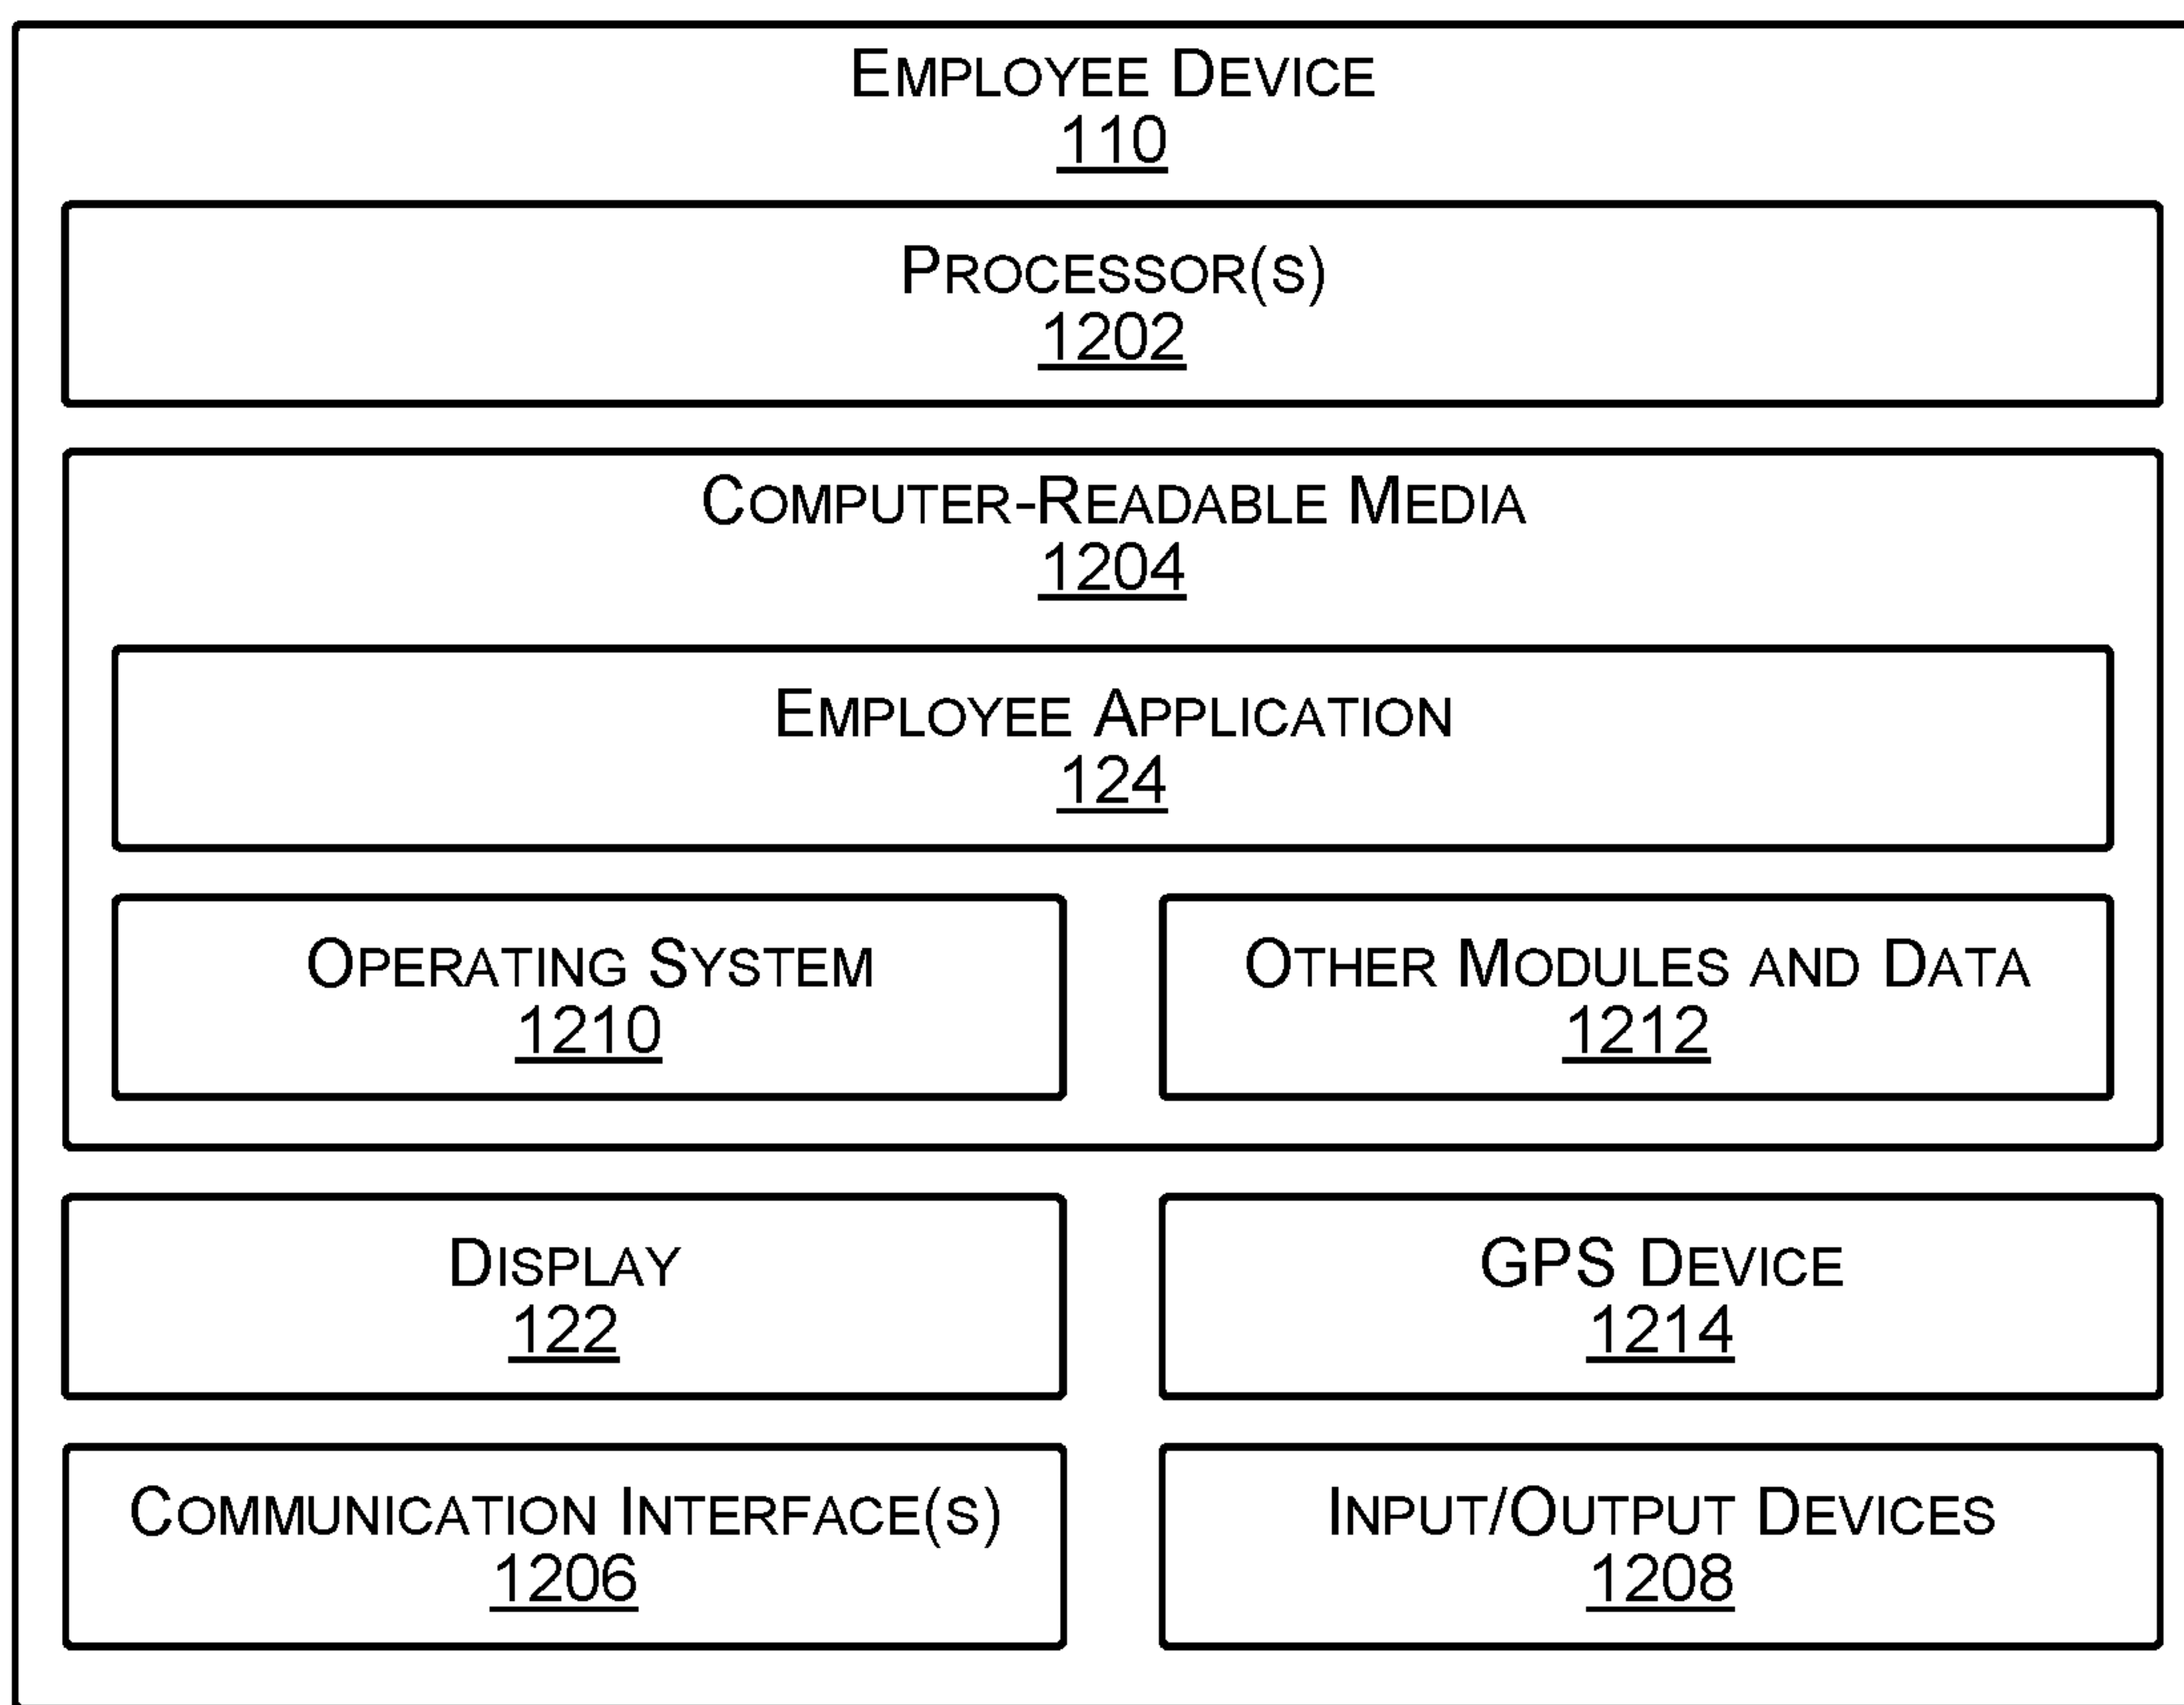 EMPLOYEE DEVICE
110
PROCESSOR(S)
1202
COMPUTER-READABLE MEDIA
1204
EMPLOYEE APPLICATION
124
OPERATING SYSTEM
1210
OTHER MODULES AND DATA
1212
DISPLAY
122
GPS DEVICE
1214
COMMUNICATION INTERFACE(S)
1206
INPUT/OUTPUT DEVICES
1208